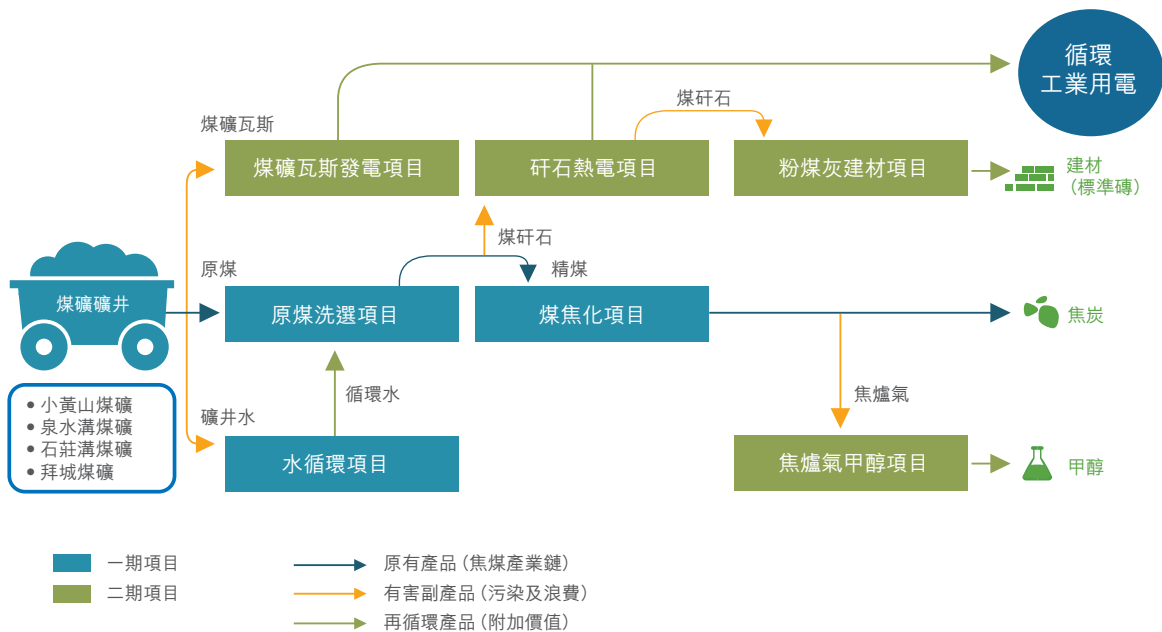 循環
工業用電
煤矸石
煤礦瓦斯
煤礦瓦斯發電項目
矸石熱電項目
粉煤灰建材項目
建材
（標準磚）
煤矸石
原煤
精煤
煤礦礦井
原煤洗選項目
煤焦化項目
焦炭
循環水
焦爐氣
• 小黃山煤礦
• 泉水溝煤礦
• 石莊溝煤礦
• 拜城煤礦
礦井水
水循環項目
焦爐氣甲醇項目
甲醇
一期項目
二期項目
原有產品（焦煤產業鏈）
有害副產品（污染及浪費）
再循環產品（附加價值）